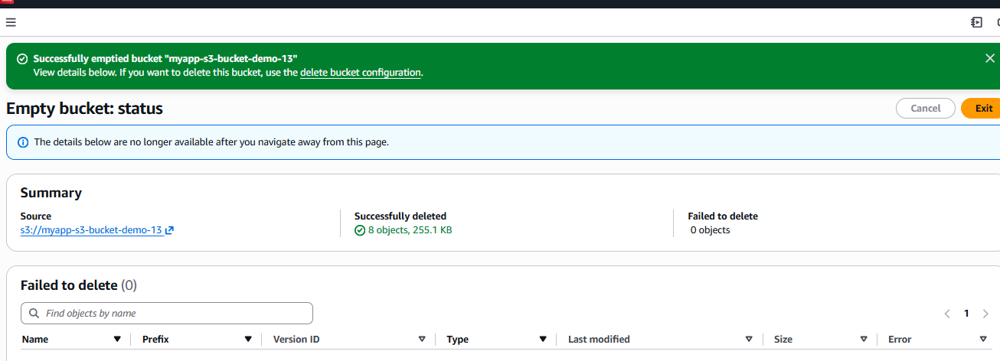 Successfully emptied bucket "myapp-s3-bucket-demo-13"
View details below. If you want to delete this bucket, use the delete bucket configuration.
Empty bucket: status
Cancel
Exit
The details below are no longer available after you navigate away from this page.
Summary
Source
s3://myapp-s3-bucket-demo-13
Successfully deleted
8 objects, 255.1 KB
Failed to delete
0 objects
Failed to delete (0)
Find objects by name
1
Name Prefix Version ID Type Last modified Size Error